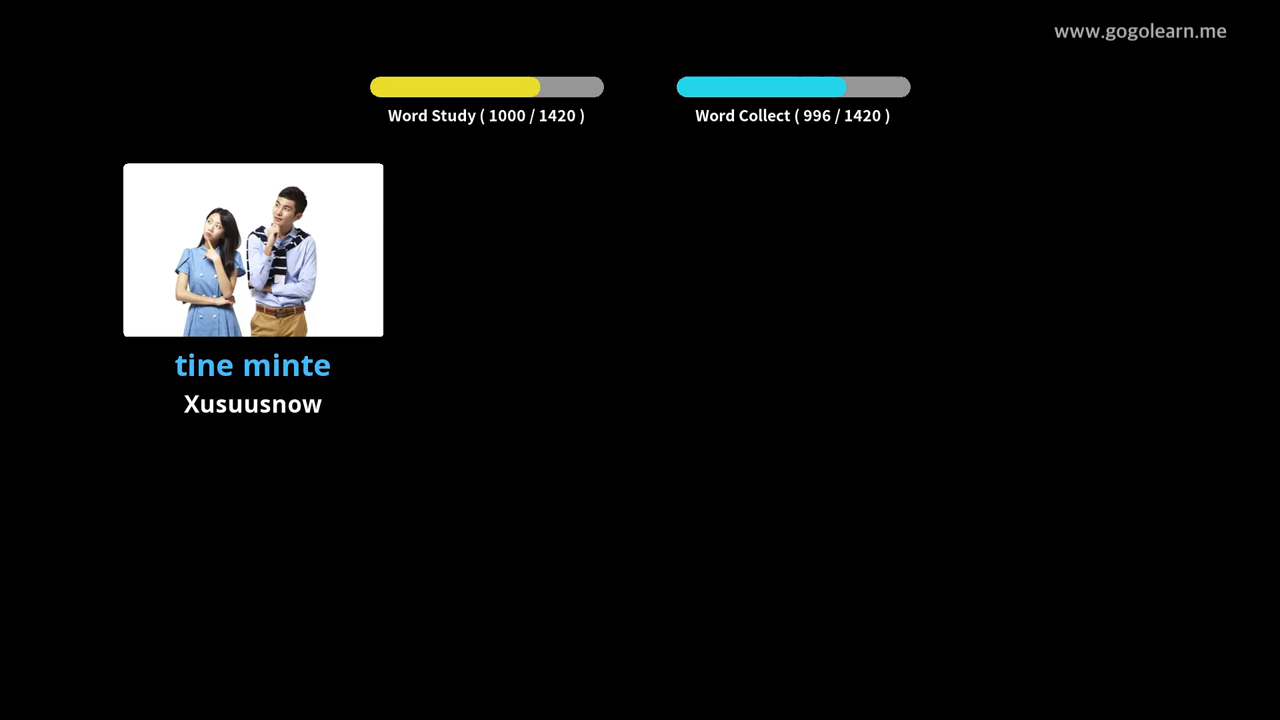 www.gogolearn.me
Word Study ( 1000 / 1420 )
Word Collect ( 996 / 1420 )
tine minte
Xusuusnow